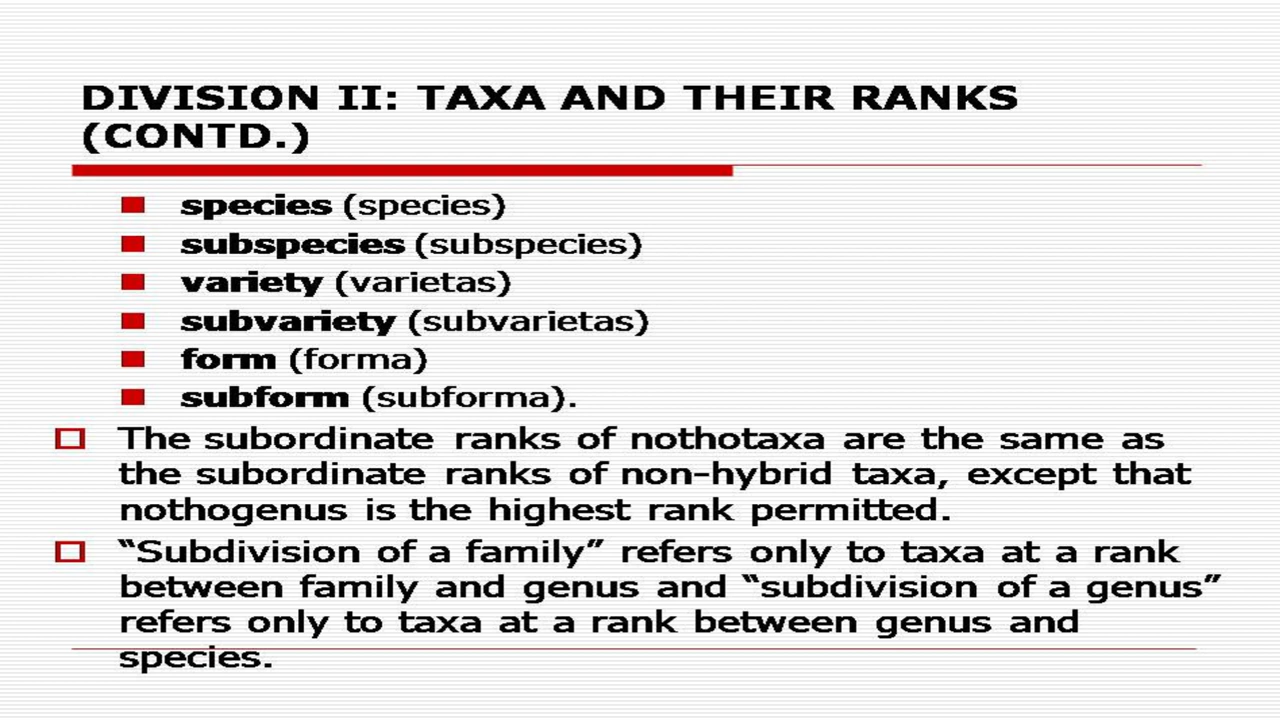 DIVISION II: TAXA AND THEIR RANKS
(CONTD.)
species (species)
subspecies (subspecies)
variety (varietas)
subvariety (subvarietas)
form (forma)
subform (subforma).
The subordinate ranks of nothotaxa are the same as
the subordinate ranks of non-hybrid taxa, except that
nothogenus is the highest rank permitted.
“Subdivision of a family” refers only to taxa at a rank
between family and genus and “subdivision of a genus”
refers only to taxa at a rank between genus and
species.